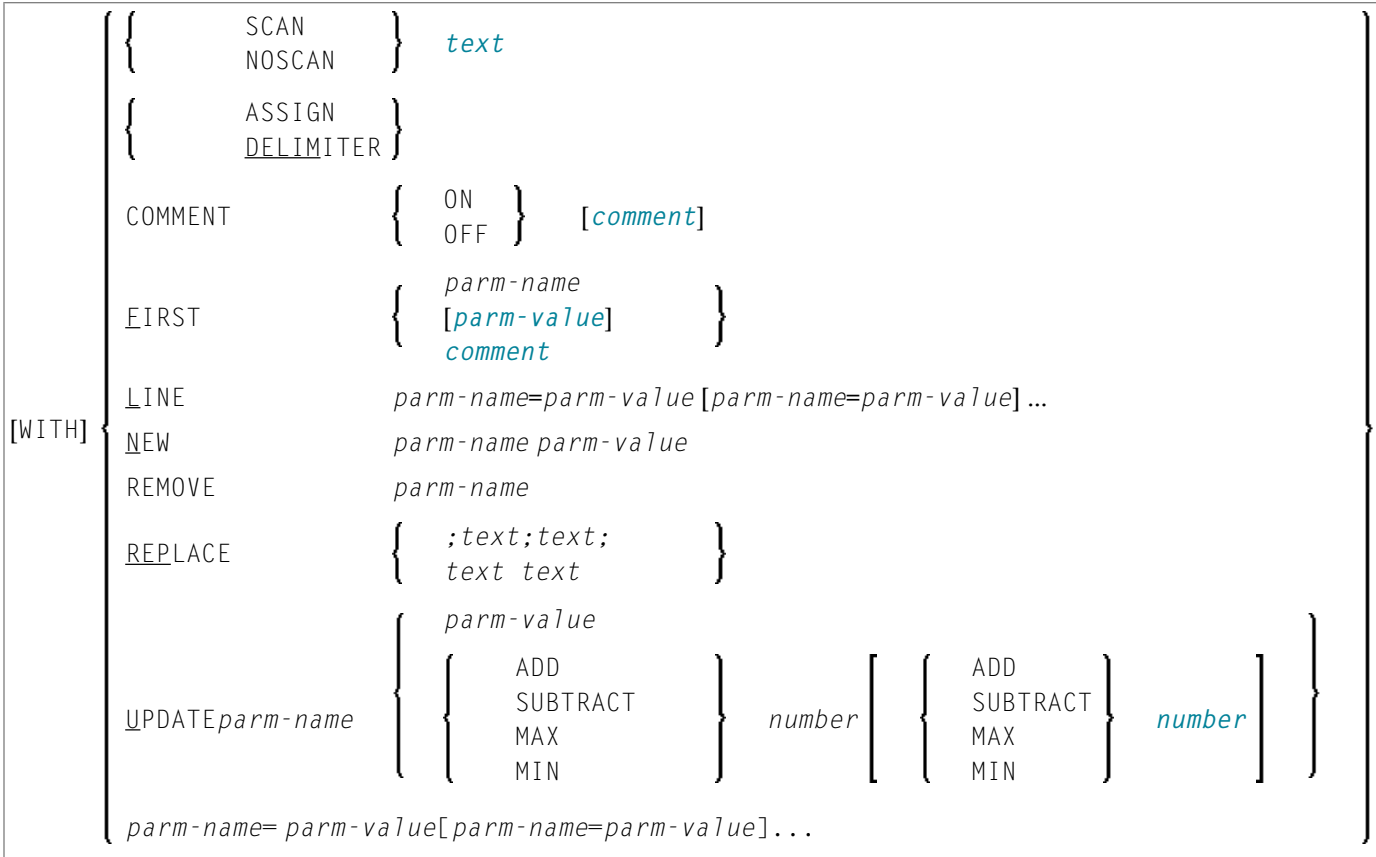 SCAN
NOSCAN
text
ASSIGN
DELIMITER
COMMENT
ON
OFF
[comment]
FIRST
parm-name
[parm-value]
comment
LINE parm-name=parm-value [parm-name=parm-value] ...
[WITH]
NEW parm-name parm-value
REMOVE parm-name
REPLACE
;text;text;
text text
UPDATEparm-name
parm-value
ADD
SUBTRACT
MAX
MIN
number
ADD
SUBTRACT
MAX
MIN
number
parm-name= parm-value[parm-name=parm-value]...